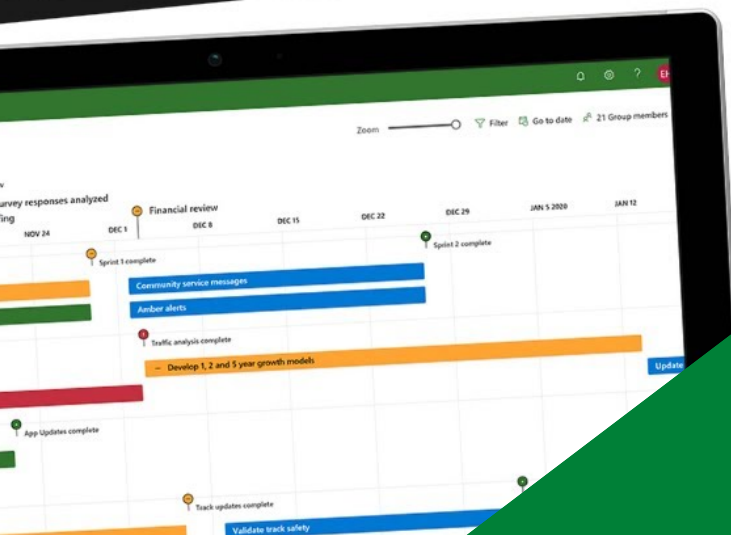 ?
EH
Zoom
Filter
Go to date
21 Group members
urvey responses analyzed
Financial review
NOV 24
DEC 1
DEC 8
DEC 15
DEC 22
DEC 29
JAN 5 2020
JAN 12
Sprint 1 complete
Sprint 2 complete
Community service messages
Amber alerts
Traffic analysis complete
– Develop 1, 2 and 5 year growth models
Update
App Updates complete
Track updates complete
Validate track safety